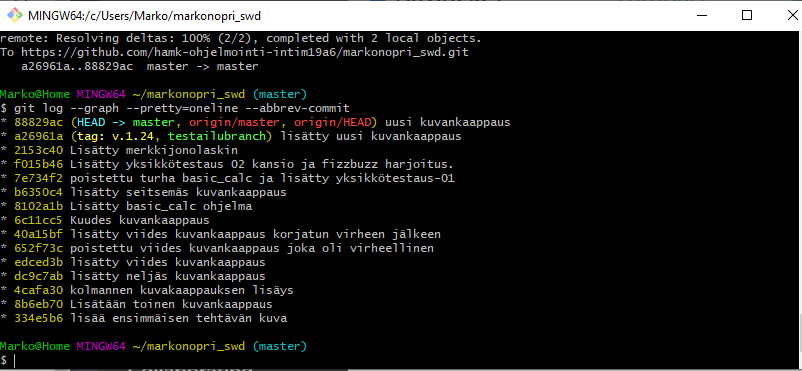 MINGW64:/c/Users/Marko/markonopri_swd
remote: Resolving deltas: 100% (2/2), completed with 2 local objects.
To https://github.com/hamk-ohjelmointi-intim19a6/markonopri_swd.git
   a26961a..88829ac  master -> master
Marko@Home MINGW64 ~/markonopri_swd (master)
$ git log --graph --pretty=oneline --abbrev-commit
* 88829ac (HEAD -> master, origin/master, origin/HEAD) uusi kuvankaappaus
* a26961a (tag: v.1.24, testailubranch) lisätty uusi kuvankaappaus
* 2153c40 Lisätty merkkijonolaskin
* f015b46 Lisätty yksikkötestaus 02 kansio ja fizzbuzz harjoitus.
* 7e734f2 poistettu turha basic_calc ja lisätty yksikkötestaus-01
* b6350c4 lisätty seitsemäs kuvankaappaus
* 8102a1b Lisätty basic_calc ohjelma
* 6c11cc5 Kuudes kuvankaappaus
* 40a15bf lisätty viides kuvankaappaus korjatun virheen jälkeen
* 652f73c poistettu viides kuvankaappaus joka oli virheellinen
* edced3b lisätty viides kuvankaappaus
* dc9c7ab lisätty neljäs kuvankaappaus
* 4cafa30 kolmannen kuvakaappauksen lisäys
* 8b6eb70 Lisätään toinen kuvankaappaus
* 334e5b6 lisää ensimmäisen tehtävän kuva
Marko@Home MINGW64 ~/markonopri_swd (master)
$